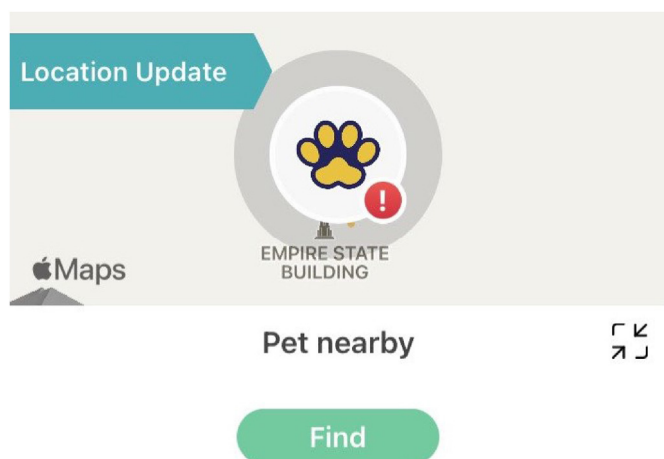 Location Update
!
EMPIRE STATE
BUILDING
Maps
Pet nearby
Find